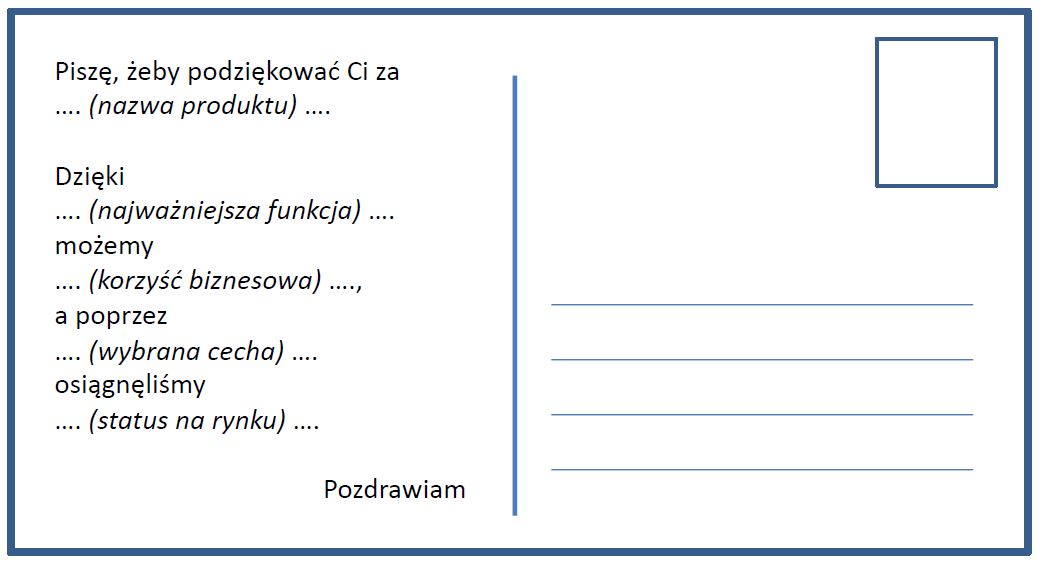 Piszę, żeby podziękować Ci za
.... (nazwa produktu) ....
Dzięki
.... (najważniejsza funkcja) ....
możemy
.... (korzyść biznesowa) ....,
a poprzez
.... (wybrana cecha) ....
osiągnęliśmy
.... (status na rynku) ....
Pozdrawiam